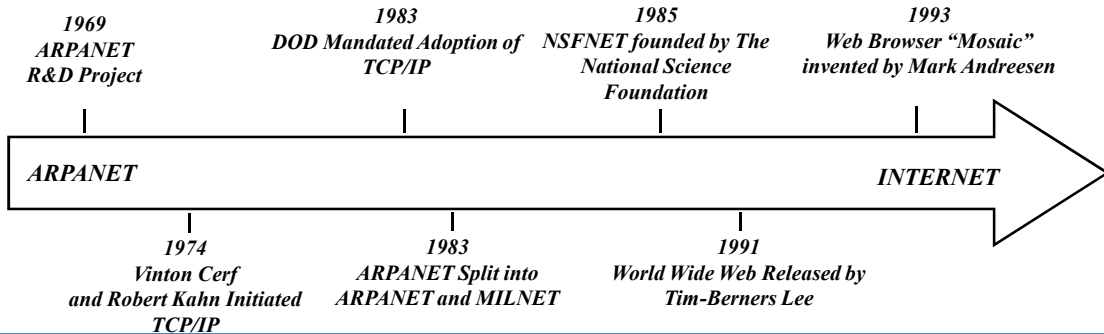 1969
ARPANET
R&D Project
1983
DOD Mandated Adoption of
TCP/IP
1985
NSFNET founded by The
National Science
Foundation
1993
Web Browser “Mosaic”
invented by Mark Andreesen
ARPANET
INTERNET
1974
Vinton Cerf
and Robert Kahn Initiated
TCP/IP
1983
ARPANET Split into
ARPANET and MILNET
1991
World Wide Web Released by
Tim-Berners Lee